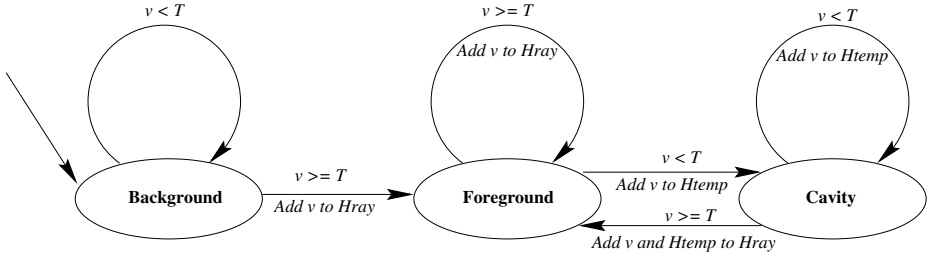 v < T
v >= T
v < T
Add v to Hray
Add v to Htemp
v >= T
v < T
Background
Foreground
Cavity
Add v to Hray
Add v to Htemp
v >= T
Add v and Htemp to Hray